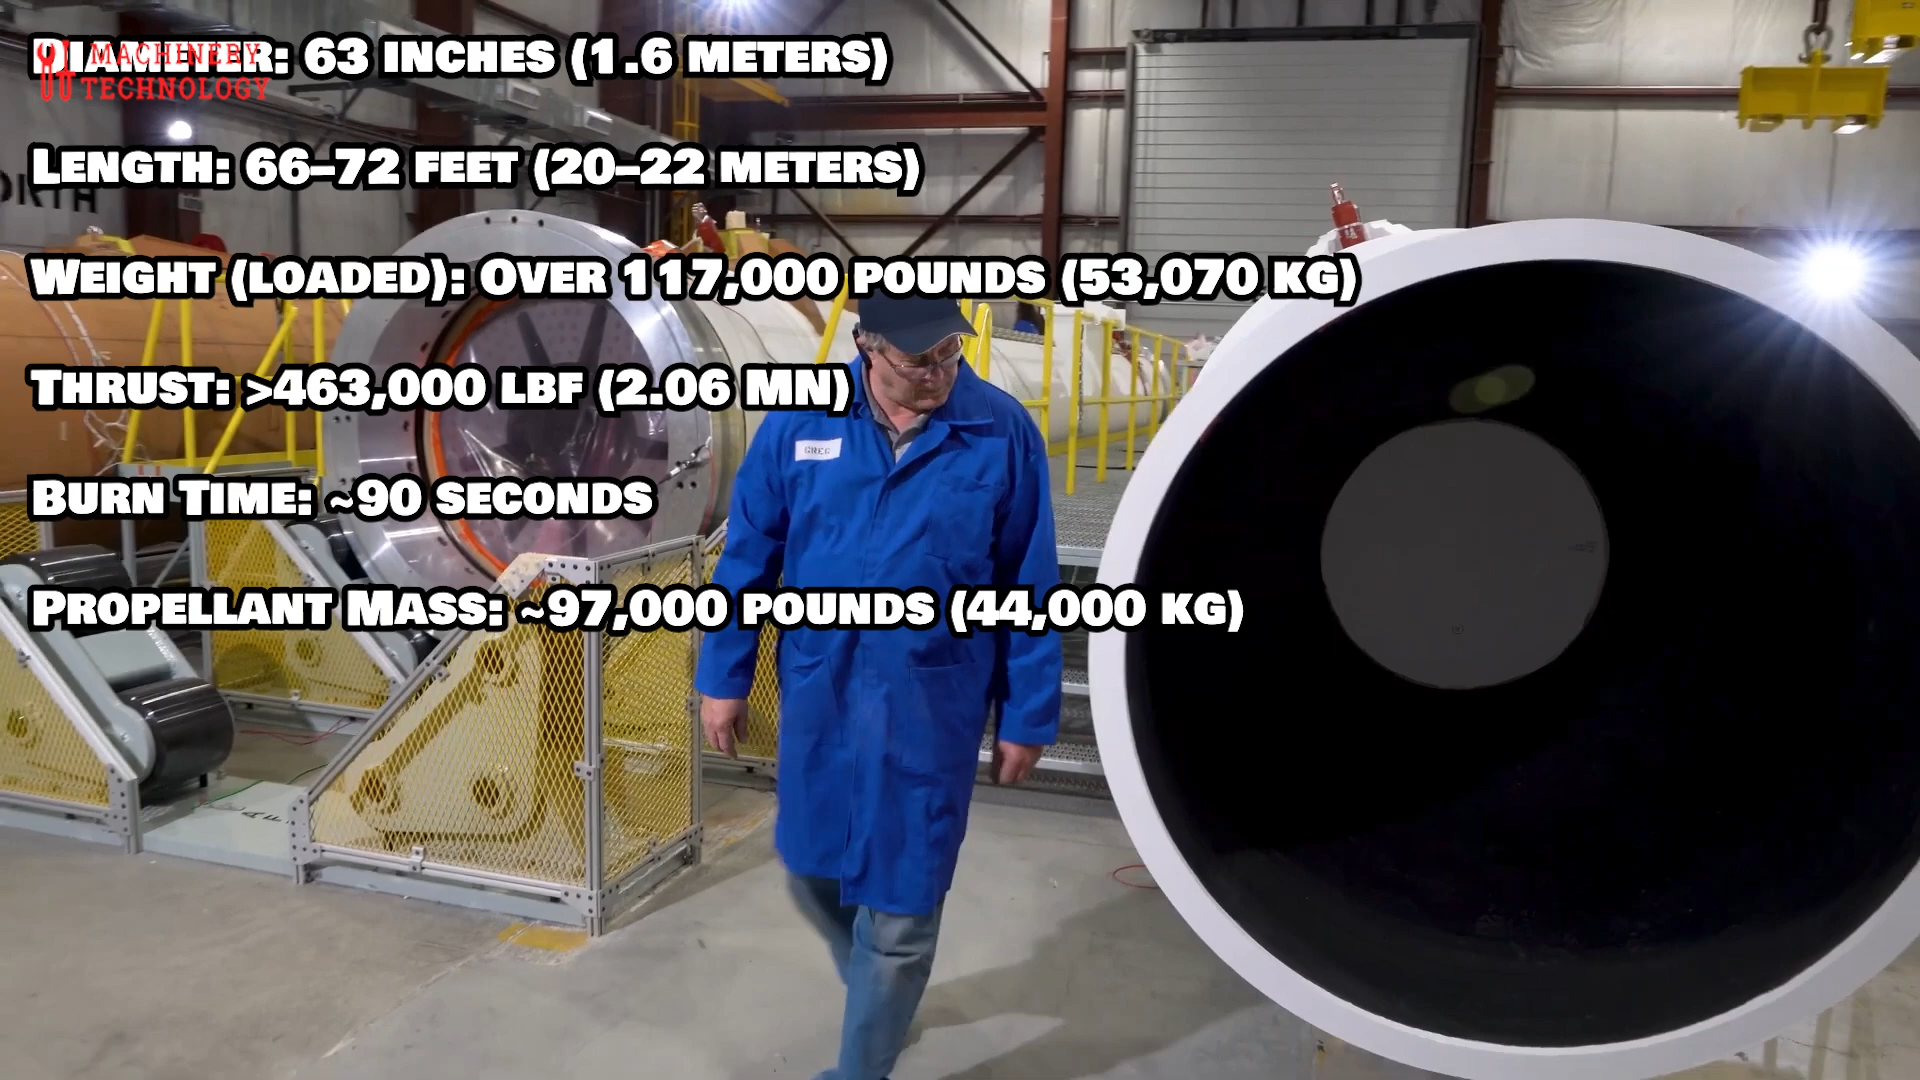 Diameter: 63 inches (1.6 meters)
MACHINERY
TECHNOLOGY
Length: 66–72 feet (20–22 meters)
ORTH
Weight (loaded): Over 117,000 pounds (53,070 kg)
Thrust: >463,000 lbf (2.06 MN)
GREG
Burn Time: ~90 seconds
Propellant Mass: ~97,000 pounds (44,000 kg)